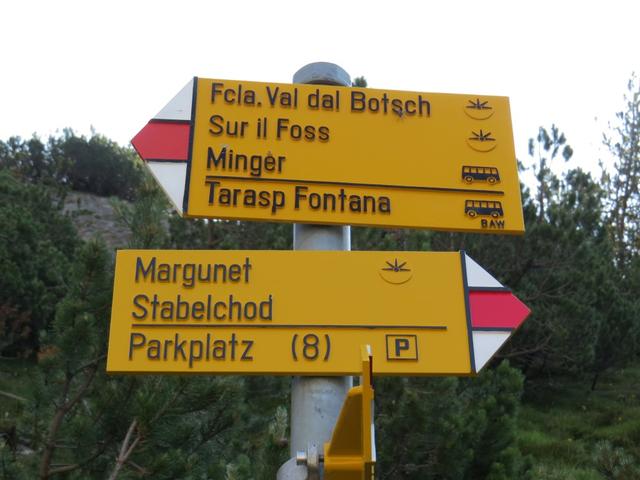 Fcla. Val dal Botsch
Sur il Foss
Minger
Tarasp Fontana
BAW
Margunet
Stabelchod
Parkplatz (8) P